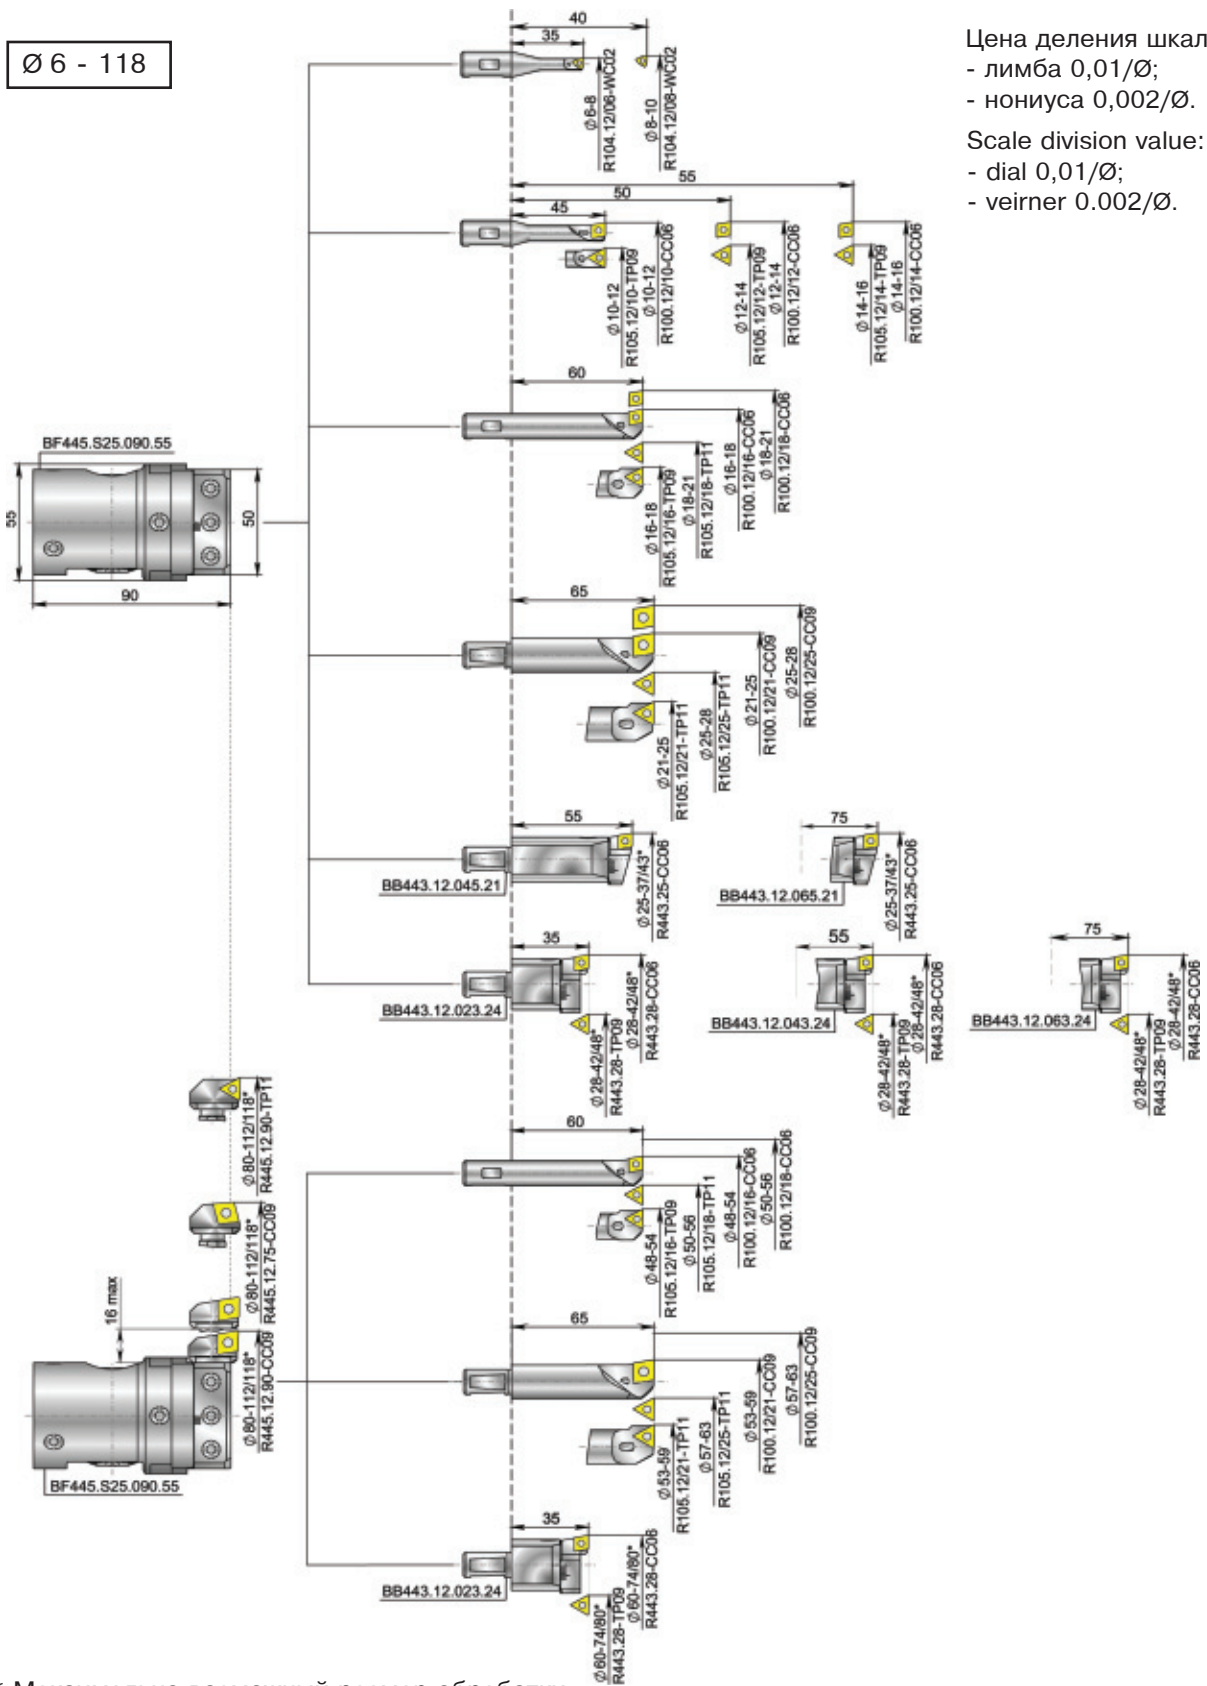 Ø 6 - 118
Цена деления шкал
- лимба 0,01/Ø;
- нониуса 0,002/Ø.
Scale division value:
- dial 0,01/Ø;
- veirner 0.002/Ø.
40
35
Ø6-8
R104.12/06-WC02
Ø8-10
R104.12/08-WC02
55
50
45
Ø10-12
R105.12/10-TP09
Ø10-12
R100.12/10-CC06
Ø12-14
R105.12/12-TP09
Ø12-14
R100.12/12-CC06
Ø14-16
R105.12/14-TP09
Ø14-16
R100.12/14-CC06
60
Ø16-18
R105.12/16-TP09
Ø18-21
R105.12/18-TP11
Ø16-18
R100.12/16-CC06
Ø18-21
R100.12/18-CC06
BF445.S25.090.55
55
50
90
65
Ø21-25
R105.12/21-TP11
Ø25-28
R105.12/25-TP11
Ø21-25
R100.12/21-CC09
Ø25-28
R100.12/25-CC09
55
BB443.12.045.21
Ø25-37/43*
R443.25-CC06
75
BB443.12.065.21
Ø25-37/43*
R443.25-CC06
35
BB443.12.023.24
Ø28-42/48*
R443.28-TP09
Ø28-42/48*
R443.28-CC06
55
BB443.12.043.24
Ø28-42/48*
R443.28-TP09
Ø28-42/48*
R443.28-CC06
75
BB443.12.063.24
Ø28-42/48*
R443.28-TP09
Ø28-42/48*
R443.28-CC06
Ø80-112/118*
R445.12.90-TP11
Ø80-112/118*
R445.12.75-CC09
16 max
Ø80-112/118*
R445.12.90-CC09
BF445.S25.090.55
60
Ø48-54
R105.12/16-TP09
Ø50-56
R105.12/18-TP11
Ø48-54
R100.12/16-CC06
Ø50-56
R100.12/18-CC06
65
Ø53-59
R105.12/21-TP11
Ø57-63
R105.12/25-TP11
Ø53-59
R100.12/21-CC09
Ø57-63
R100.12/25-CC09
35
BB443.12.023.24
Ø60-74/80*
R443.28-TP09
Ø60-74/80*
R443.28-CC06